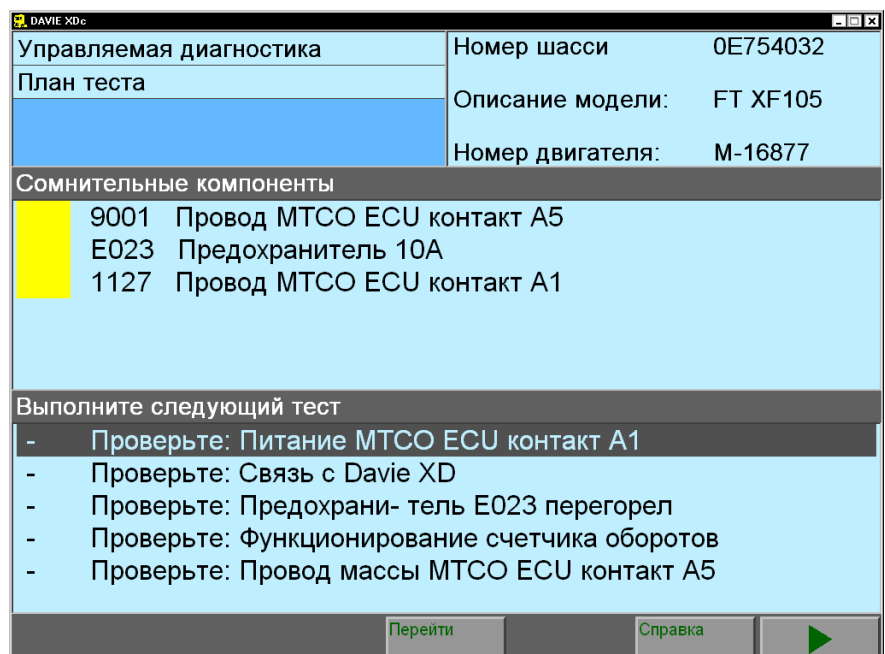 DAVIE XDc
Управляемая диагностика
План теста
Номер шасси 0E754032
Описание модели: FT XF105
Номер двигателя: M-16877
Сомнительные компоненты
9001 Провод MTCO ECU контакт A5
E023 Предохранитель 10A
1127 Провод MTCO ECU контакт A1
Выполните следующий тест
- Проверьте: Питание MTCO ECU контакт A1
- Проверьте: Связь с Davie XD
- Проверьте: Предохрани- тель E023 перегорел
- Проверьте: Функционирование счетчика оборотов
- Проверьте: Провод массы MTCO ECU контакт A5
Перейти
Справка